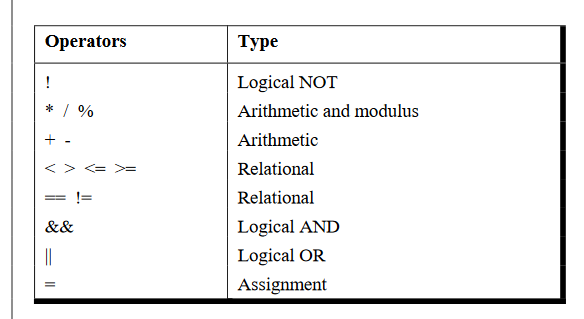 Operators Type
! Logical NOT
* / % Arithmetic and modulus
+ - Arithmetic
< > <= >= Relational
== != Relational
&& Logical AND
|| Logical OR
= Assignment